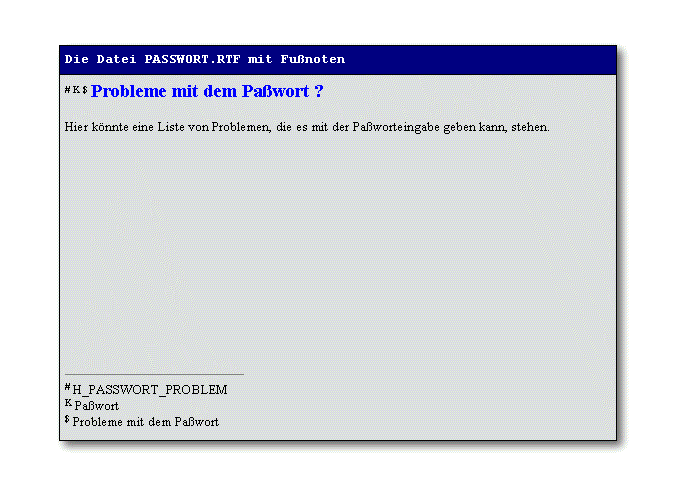 Die Datei PASSWORT.RTF mit Fußnoten
# K $ Probleme mit dem Paßwort ?
Hier könnte eine Liste von Problemen, die es mit der Paßworteingabe geben kann, stehen.
# H_PASSWORT_PROBLEM
K Paßwort
$ Probleme mit dem Paßwort